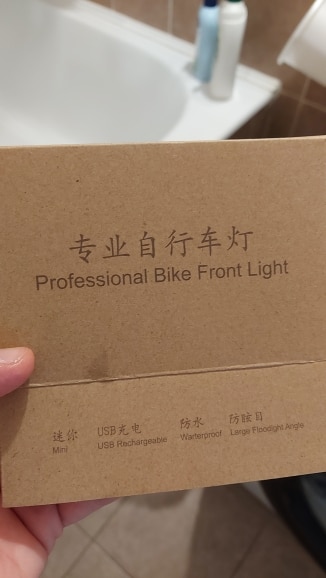 专业自行车灯
Professional Bike Front Light
迷你 USB充电 防水 防眩目
Mini USB Rechargeable Warterproof Large Floodlight Angle